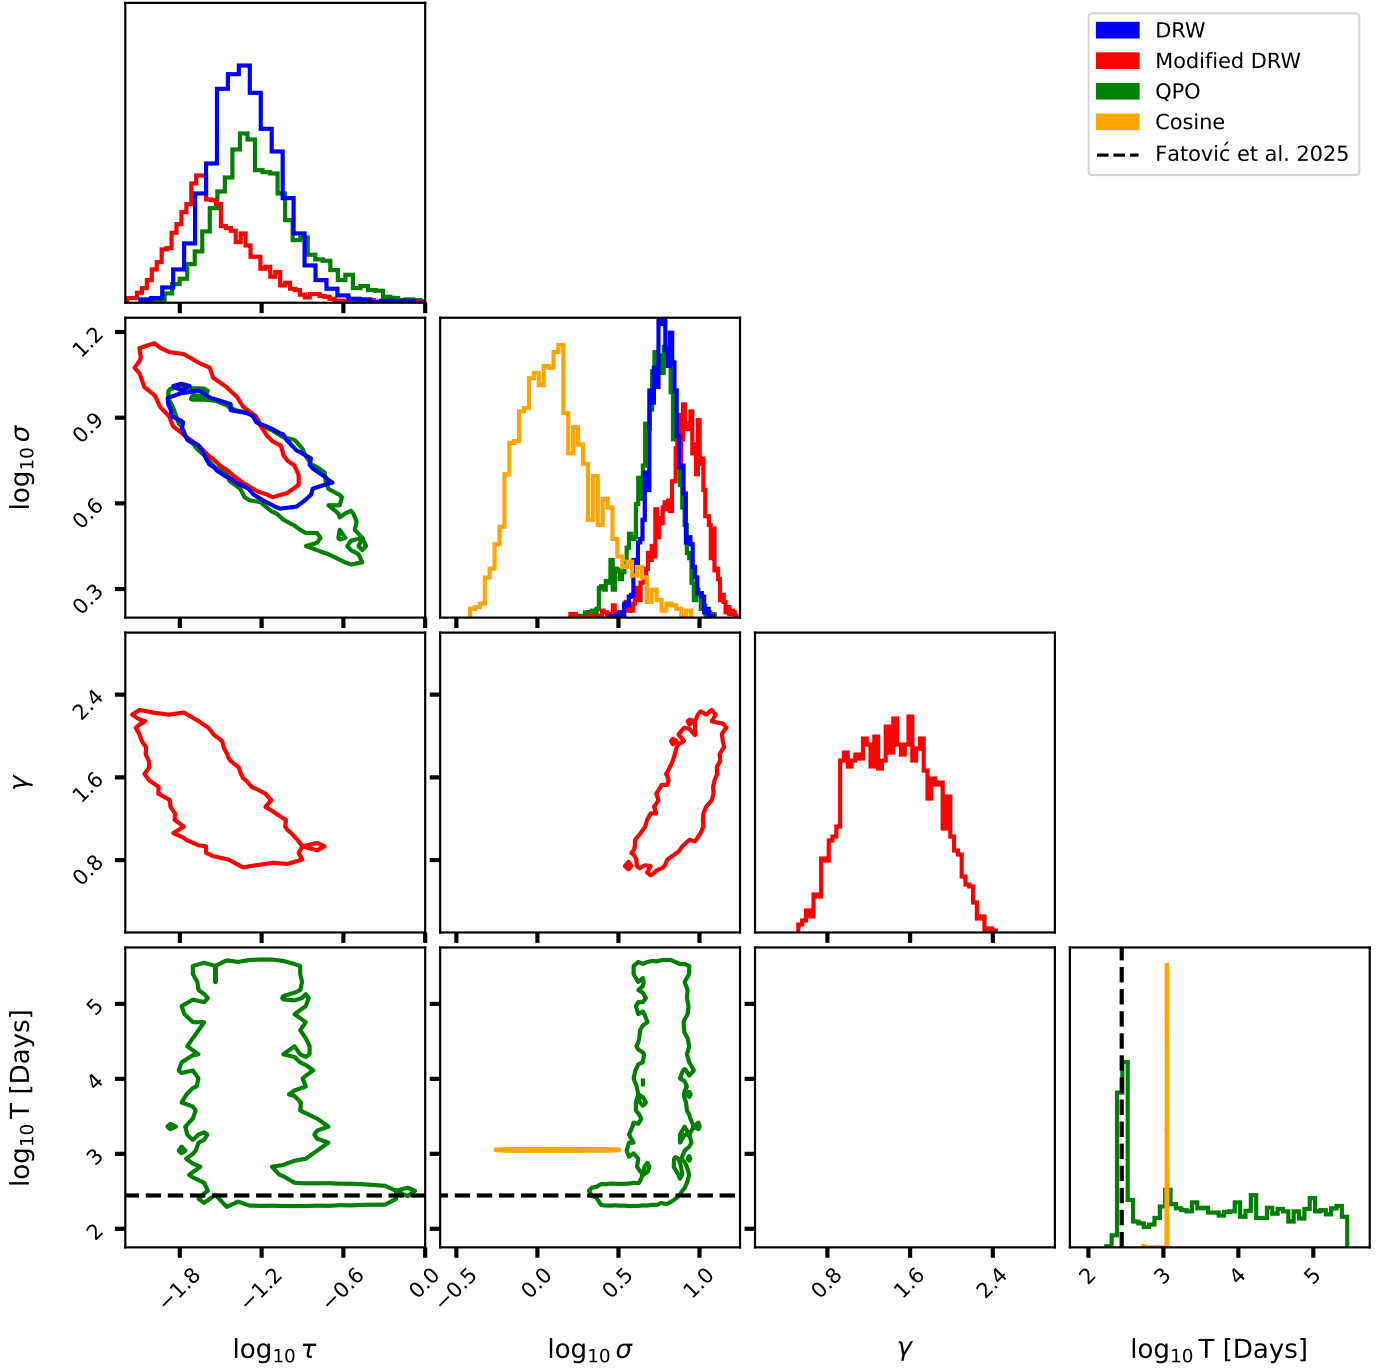 DRW
Modified DRW
QPO
Cosine
Fatović et al. 2025
log₁₀ σ
1.2
0.9
0.6
0.3
γ
2.4
1.6
0.8
log₁₀ T [Days]
5
4
3
2
−1.8 −1.2 −0.6 0.0
−0.5 0.0 0.5 1.0
0.8 1.6 2.4
2 3 4 5
log₁₀ τ
log₁₀ σ
γ
log₁₀ T [Days]